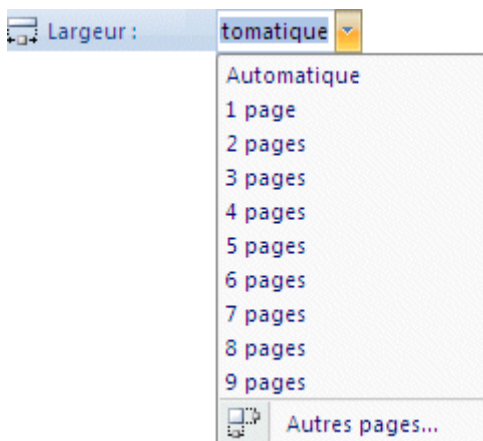 Largeur : tomatique
Automatique
1 page
2 pages
3 pages
4 pages
5 pages
6 pages
7 pages
8 pages
9 pages
Autres pages...